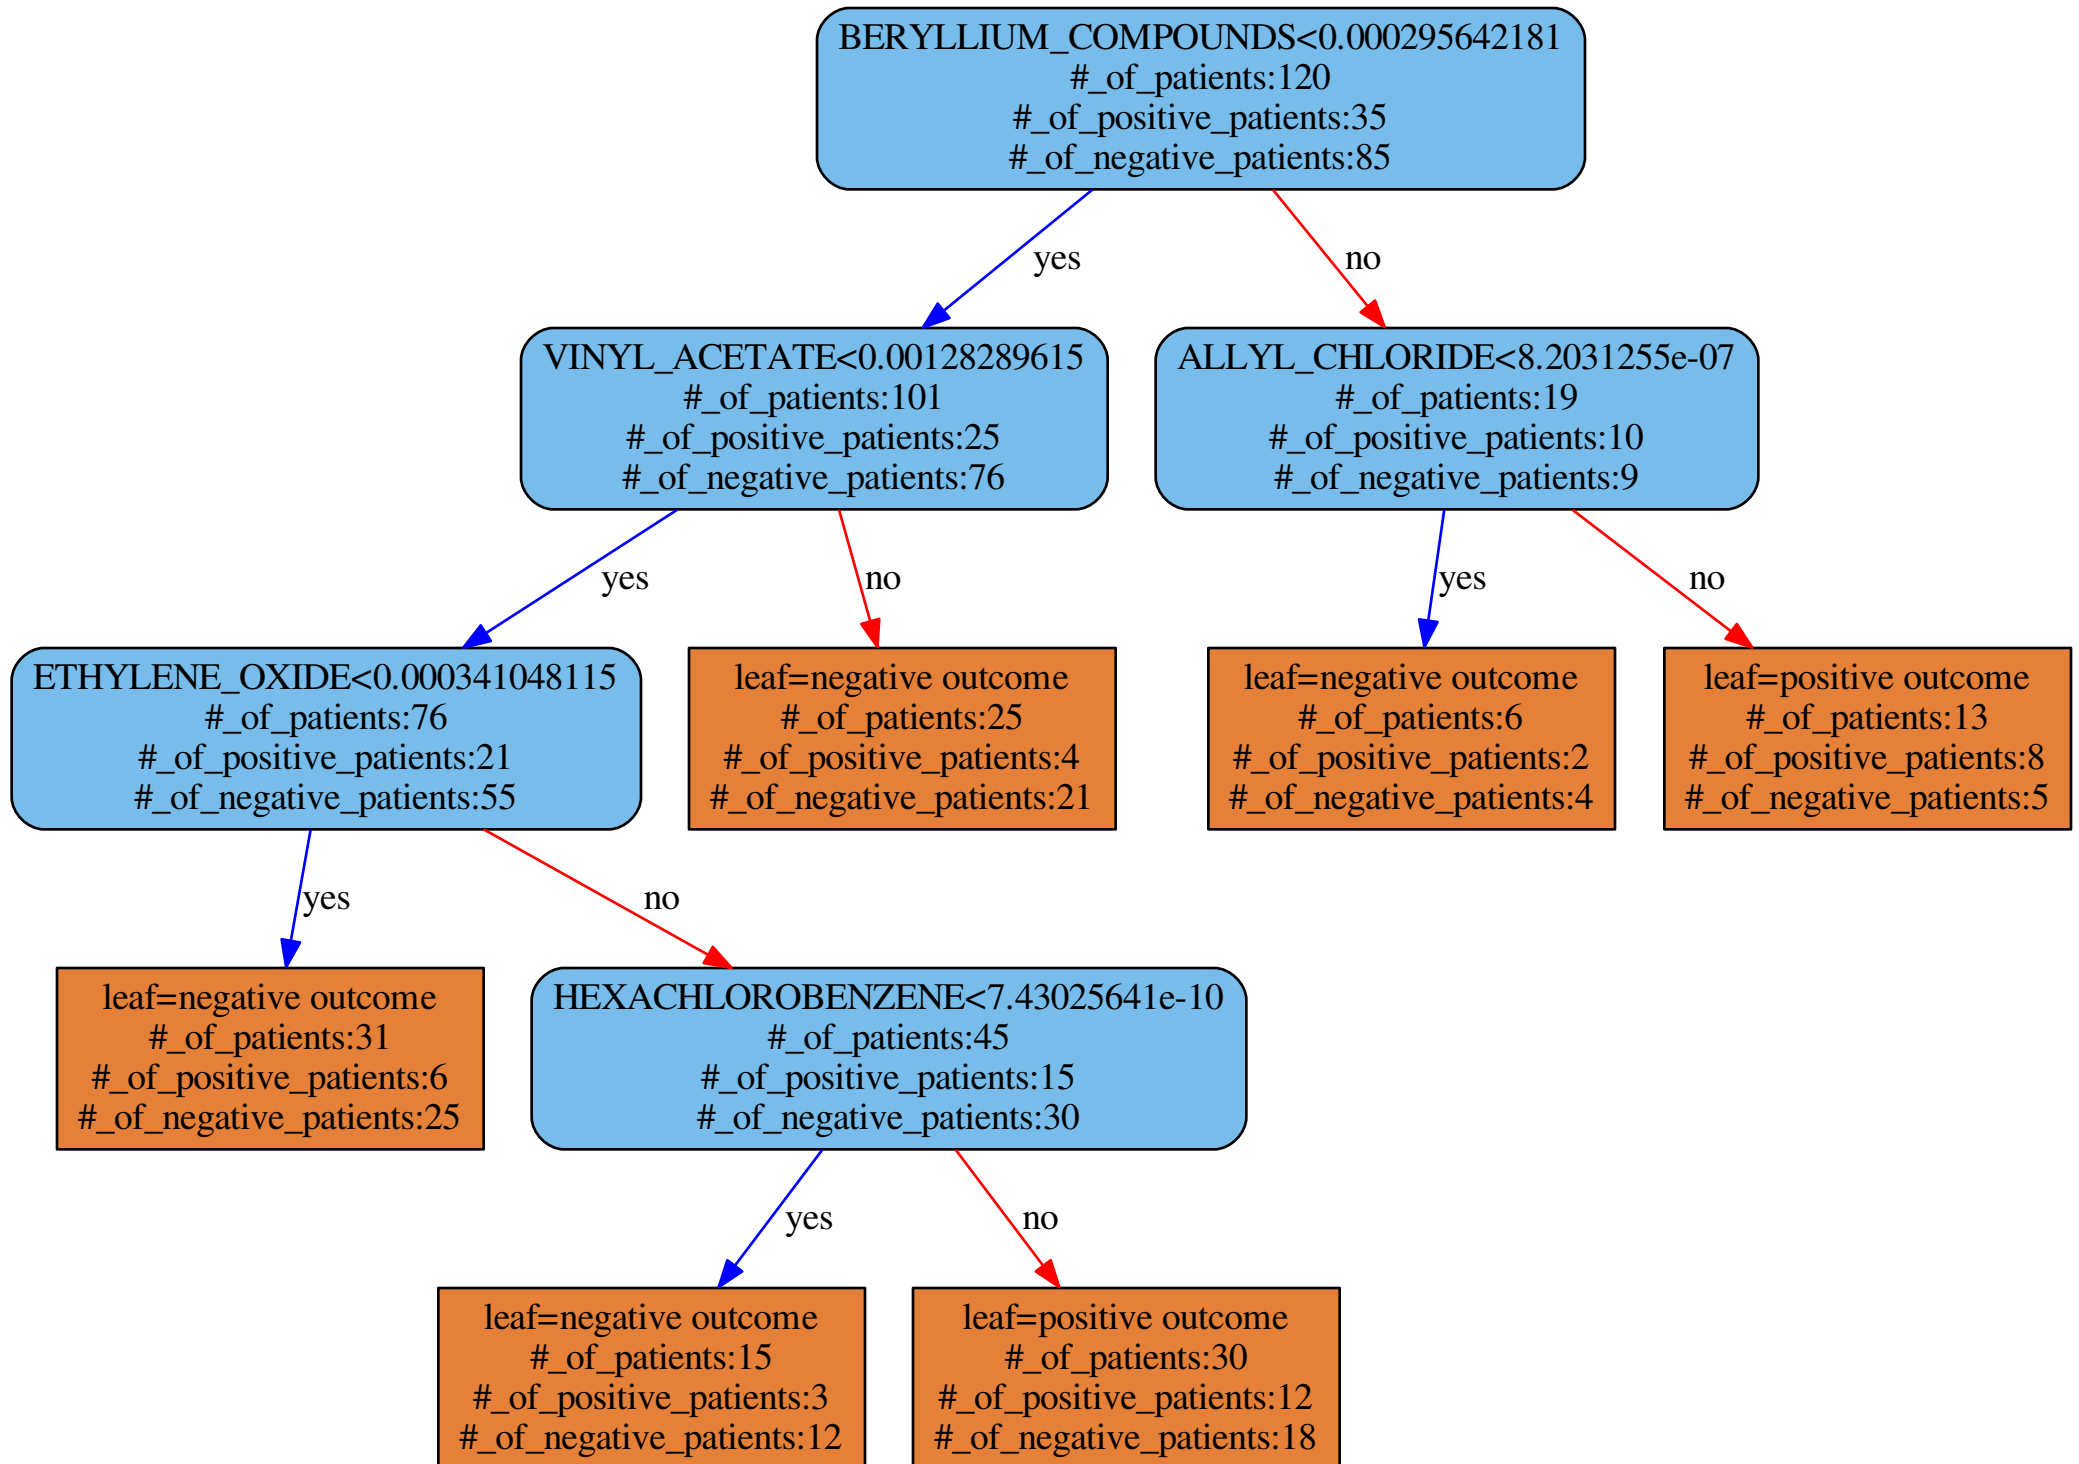 BERYLLIUM_COMPOUNDS<0.000295642181
#_of_patients:120
#_of_positive_patients:35
#_of_negative_patients:85
yes
no
VINYL_ACETATE<0.00128289615
#_of_patients:101
#_of_positive_patients:25
#_of_negative_patients:76
ALLYL_CHLORIDE<8.2031255e-07
#_of_patients:19
#_of_positive_patients:10
#_of_negative_patients:9
yes
no
yes
no
ETHYLENE_OXIDE<0.000341048115
#_of_patients:76
#_of_positive_patients:21
#_of_negative_patients:55
leaf=negative outcome
#_of_patients:25
#_of_positive_patients:4
#_of_negative_patients:21
leaf=negative outcome
#_of_patients:6
#_of_positive_patients:2
#_of_negative_patients:4
leaf=positive outcome
#_of_patients:13
#_of_positive_patients:8
#_of_negative_patients:5
yes
no
leaf=negative outcome
#_of_patients:31
#_of_positive_patients:6
#_of_negative_patients:25
HEXACHLOROBENZENE<7.43025641e-10
#_of_patients:45
#_of_positive_patients:15
#_of_negative_patients:30
yes
no
leaf=negative outcome
#_of_patients:15
#_of_positive_patients:3
#_of_negative_patients:12
leaf=positive outcome
#_of_patients:30
#_of_positive_patients:12
#_of_negative_patients:18